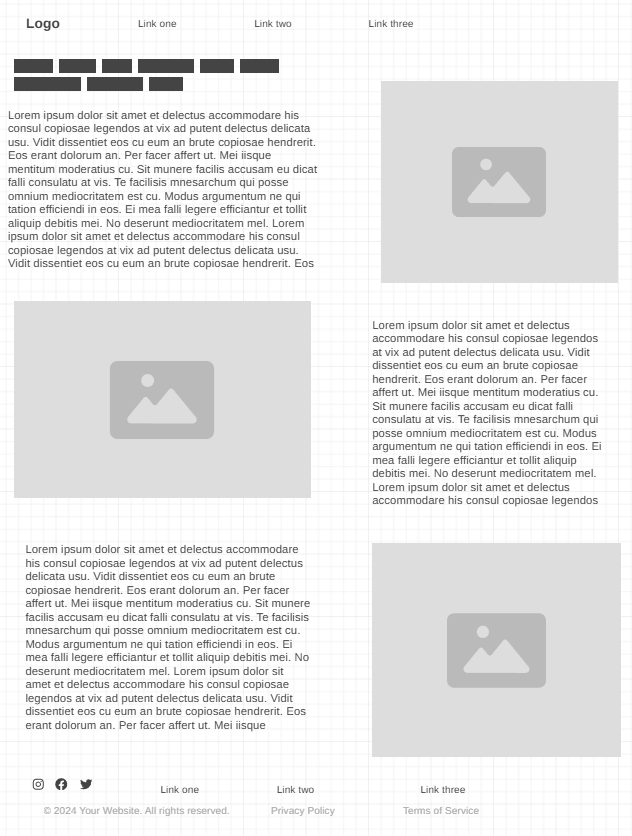 Logo
Link one
Link two
Link three
Lorem ipsum dolor sit amet et delectus accommodare his
consul copiosae legendos at vix ad putent delectus delicata
usu. Vidit dissentiet eos cu eum an brute copiosae hendrerit.
Eos erant dolorum an. Per facer affert ut. Mei iisque
mentitum moderatius cu. Sit munere facilis accusam eu dicat
falli consulatu at vis. Te facilisis mnesarchum qui posse
omnium mediocritatem est cu. Modus argumentum ne qui
tation efficiendi in eos. Ei mea falli legere efficiantur et tollit
aliquip debitis mei. No deserunt mediocritatem mel. Lorem
ipsum dolor sit amet et delectus accommodare his consul
copiosae legendos at vix ad putent delectus delicata usu.
Vidit dissentiet eos cu eum an brute copiosae hendrerit. Eos
Lorem ipsum dolor sit amet et delectus
accommodare his consul copiosae legendos
at vix ad putent delectus delicata usu. Vidit
dissentiet eos cu eum an brute copiosae
hendrerit. Eos erant dolorum an. Per facer
affert ut. Mei iisque mentitum moderatius cu.
Sit munere facilis accusam eu dicat falli
consulatu at vis. Te facilisis mnesarchum qui
posse omnium mediocritatem est cu. Modus
argumentum ne qui tation efficiendi in eos. Ei
mea falli legere efficiantur et tollit aliquip
debitis mei. No deserunt mediocritatem mel.
Lorem ipsum dolor sit amet et delectus
accommodare his consul copiosae legendos
Lorem ipsum dolor sit amet et delectus accommodare
his consul copiosae legendos at vix ad putent delectus
delicata usu. Vidit dissentiet eos cu eum an brute
copiosae hendrerit. Eos erant dolorum an. Per facer
affert ut. Mei iisque mentitum moderatius cu. Sit munere
facilis accusam eu dicat falli consulatu at vis. Te facilisis
mnesarchum qui posse omnium mediocritatem est cu.
Modus argumentum ne qui tation efficiendi in eos. Ei
mea falli legere efficiantur et tollit aliquip debitis mei. No
deserunt mediocritatem mel. Lorem ipsum dolor sit
amet et delectus accommodare his consul copiosae
legendos at vix ad putent delectus delicata usu. Vidit
dissentiet eos cu eum an brute copiosae hendrerit. Eos
erant dolorum an. Per facer affert ut. Mei iisque
Link one
Link two
Link three
© 2024 Your Website. All rights reserved.
Privacy Policy
Terms of Service